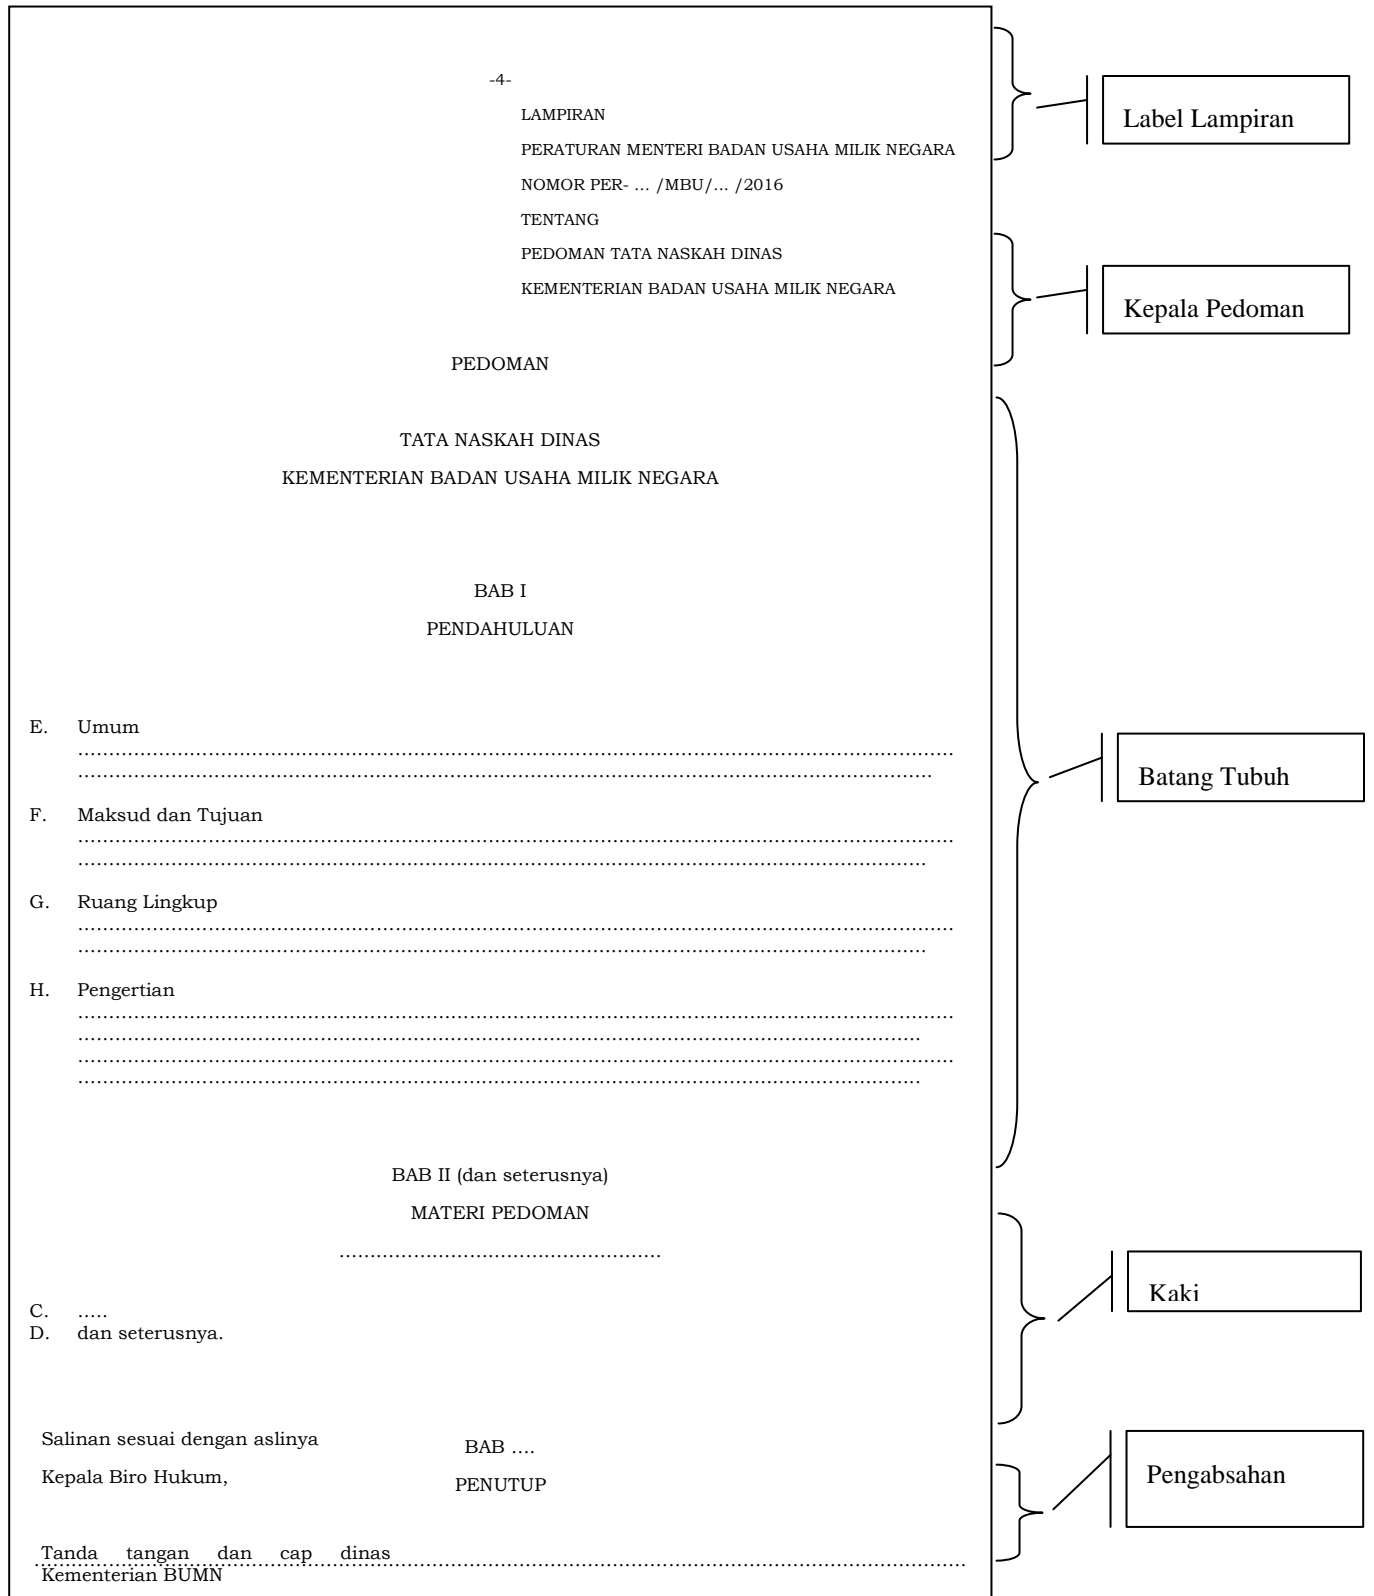 -4-
LAMPIRAN
PERATURAN MENTERI BADAN USAHA MILIK NEGARA
NOMOR PER- ... /MBU/... /2016
TENTANG
PEDOMAN TATA NASKAH DINAS
KEMENTERIAN BADAN USAHA MILIK NEGARA
Label Lampiran
Kepala Pedoman
PEDOMAN
TATA NASKAH DINAS
KEMENTERIAN BADAN USAHA MILIK NEGARA
BAB I
PENDAHULUAN
E. Umum
................................................................................
................................................................................
F. Maksud dan Tujuan
................................................................................
................................................................................
G. Ruang Lingkup
................................................................................
................................................................................
H. Pengertian
................................................................................
................................................................................
................................................................................
................................................................................
Batang Tubuh
BAB II (dan seterusnya)
MATERI PEDOMAN
....................................................
C. .....
D. dan seterusnya.
Kaki
Salinan sesuai dengan aslinya
Kepala Biro Hukum,
BAB ....
PENUTUP
Pengabsahan
Tanda tangan dan cap dinas
................................................................................
Kementerian BUMN